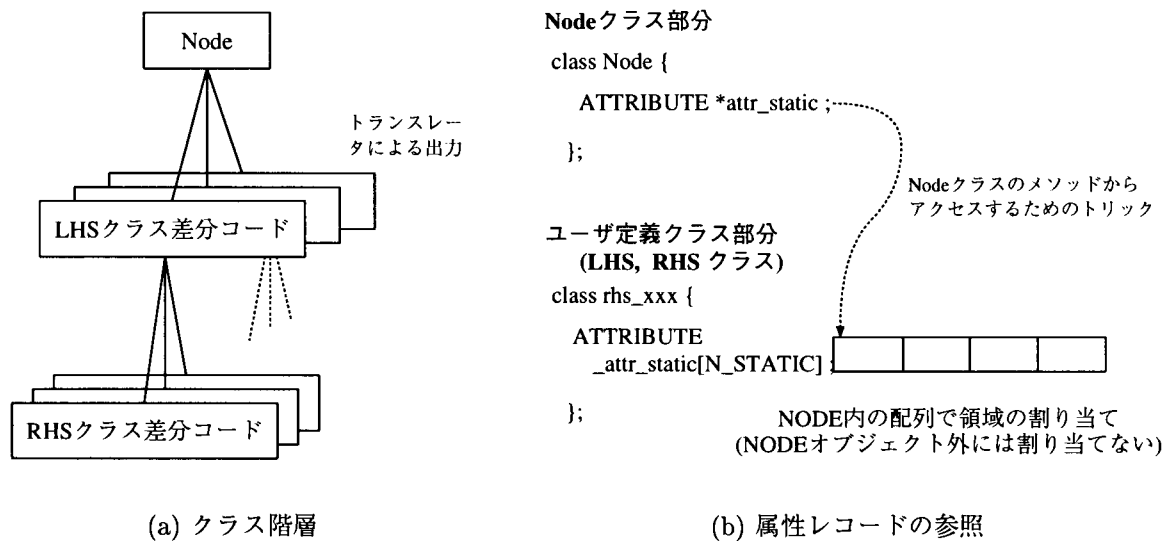 Node
トランスレー
タによる出力
LHSクラス差分コード
RHSクラス差分コード
(a) クラス階層
Nodeクラス部分
class Node {
ATTRIBUTE *attr_static ;
};
Nodeクラスのメソッドから
アクセスするためのトリック
ユーザ定義クラス部分
(LHS, RHS クラス)
class rhs_xxx {
ATTRIBUTE
_attr_static[N_STATIC] ;
};
NODE内の配列で領域の割り当て
(NODEオブジェクト外には割り当てない)
(b) 属性レコードの参照